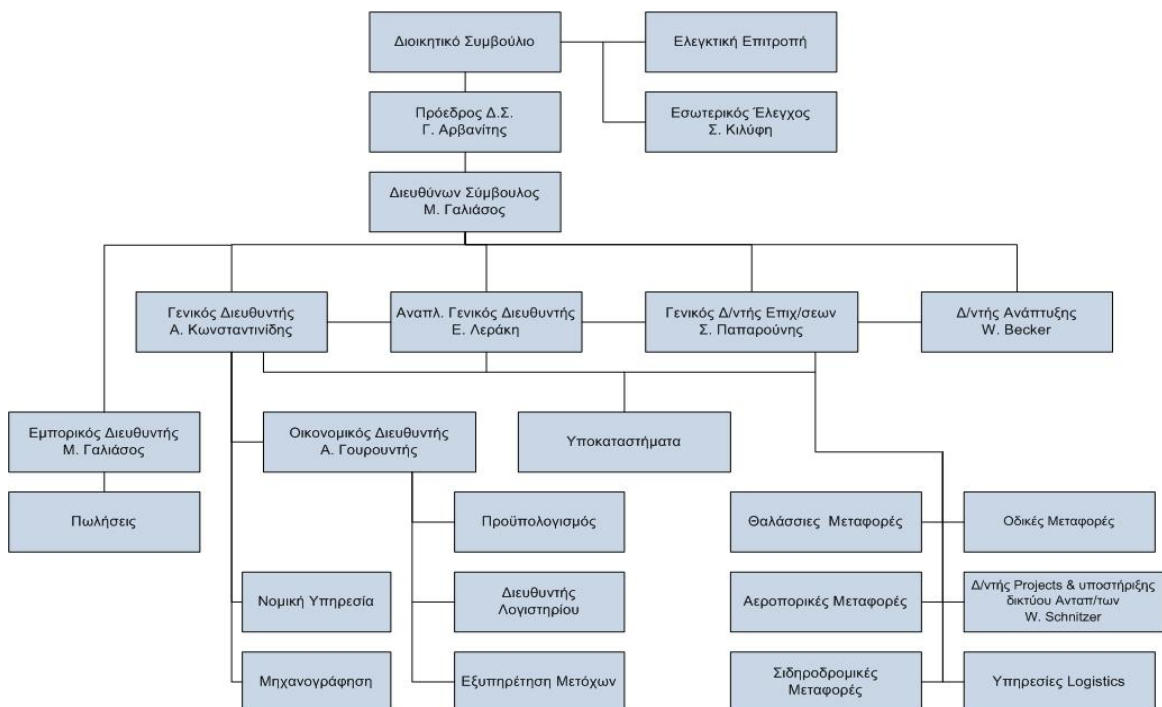 Διοικητικό Συμβούλιο
Ελεγκτική Επιτροπή
Πρόεδρος Δ.Σ.
Γ. Αρβανίτης
Εσωτερικός Έλεγχος
Σ. Κιλύφη
Διευθύνων Σύμβουλος
Μ. Γαλιάσος
Γενικός Διευθυντής
Α. Κωνσταντινίδης
Αναπλ. Γενικός Διευθυντής
Ε. Λεράκη
Γενικός Δ/ντής Επιχ/σεων
Σ. Παπαρούνης
Δ/ντής Ανάπτυξης
W. Becker
Εμπορικός Διευθυντής
Μ. Γαλιάσος
Οικονομικός Διευθυντής
Α. Γουρουντής
Υποκαταστήματα
Πωλήσεις
Προϋπολογισμός
Θαλάσσιες Μεταφορές
Οδικές Μεταφορές
Νομική Υπηρεσία
Διευθυντής
Λογιστηρίου
Αεροπορικές Μεταφορές
Δ/ντής Projects & υποστήριξης
δικτύου Ανταπ/των
W. Schnitzer
Μηχανογράφηση
Εξυπηρέτηση Μετόχων
Σιδηροδρομικές
Μεταφορές
Υπηρεσίες Logistics